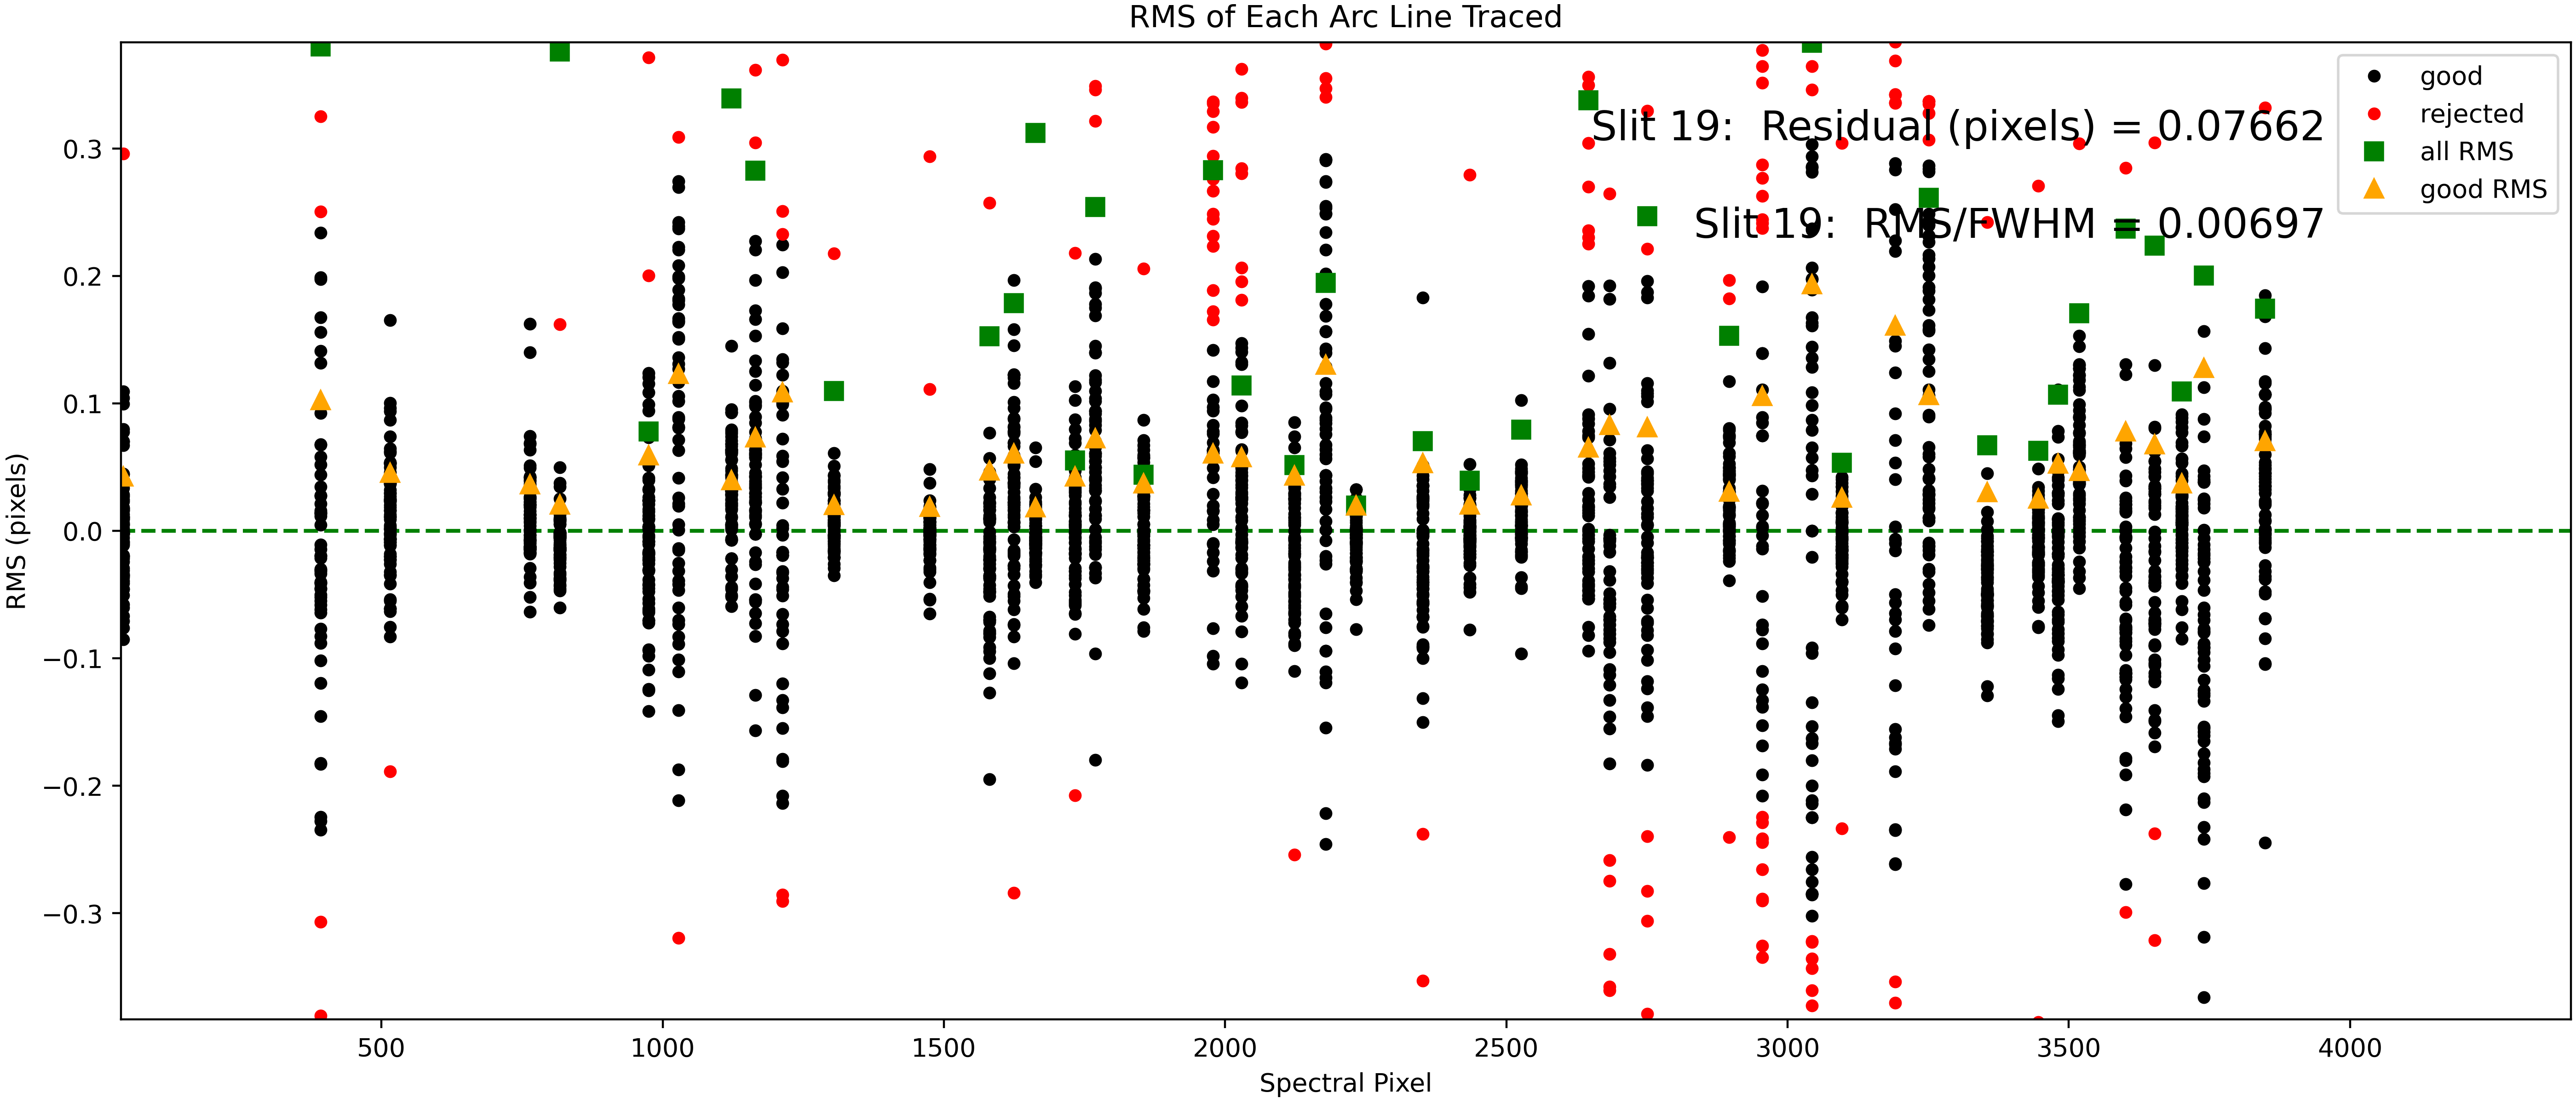 RMS of Each Arc Line Traced
good
rejected
all RMS
good RMS
Slit 19:  Residual (pixels) = 0.07662
Slit 19:  RMS/FWHM = 0.00697
RMS (pixels)
0.3
0.2
0.1
0.0
−0.1
−0.2
−0.3
500 1000 1500 2000 2500 3000 3500 4000
Spectral Pixel